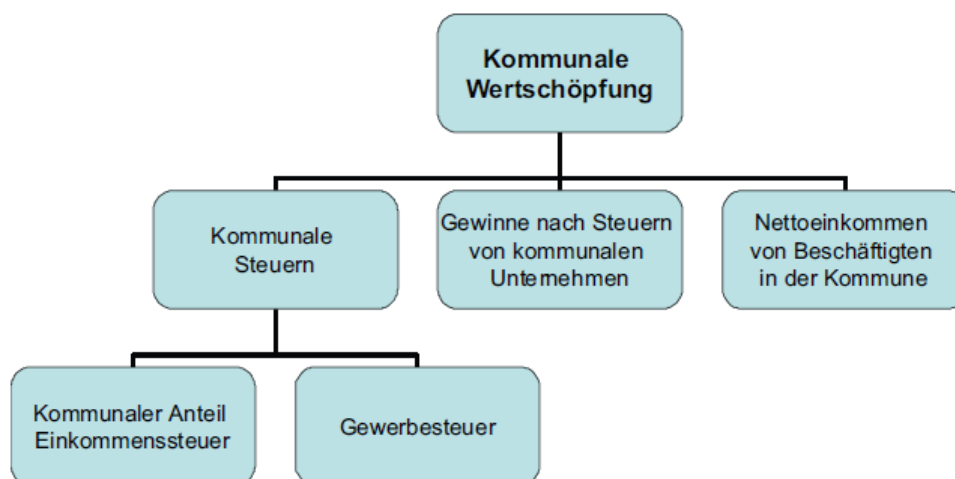 Kommunale
Wertschöpfung
Kommunale
Steuern
Gewinne nach Steuern
von kommunalen
Unternehmen
Nettoeinkommen
von Beschäftigten
in der Kommune
Kommunaler Anteil
Einkommenssteuer
Gewerbesteuer